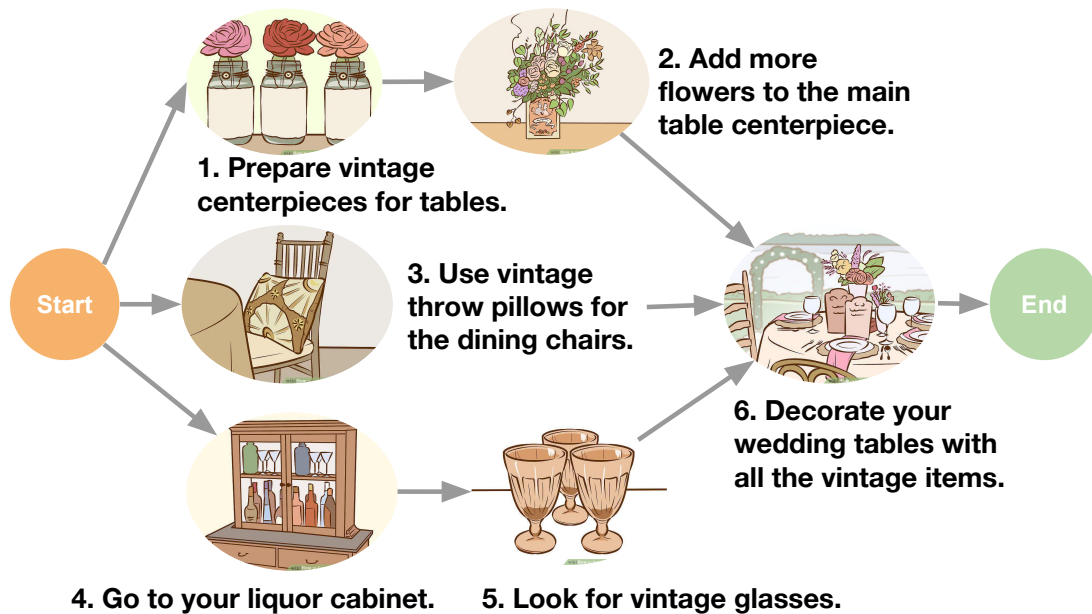 1. Prepare vintage
centerpieces for tables.
2. Add more
flowers to the main
table centerpiece.
Start
3. Use vintage
throw pillows for
the dining chairs.
End
6. Decorate your
wedding tables with
all the vintage items.
4. Go to your liquor cabinet.
5. Look for vintage glasses.